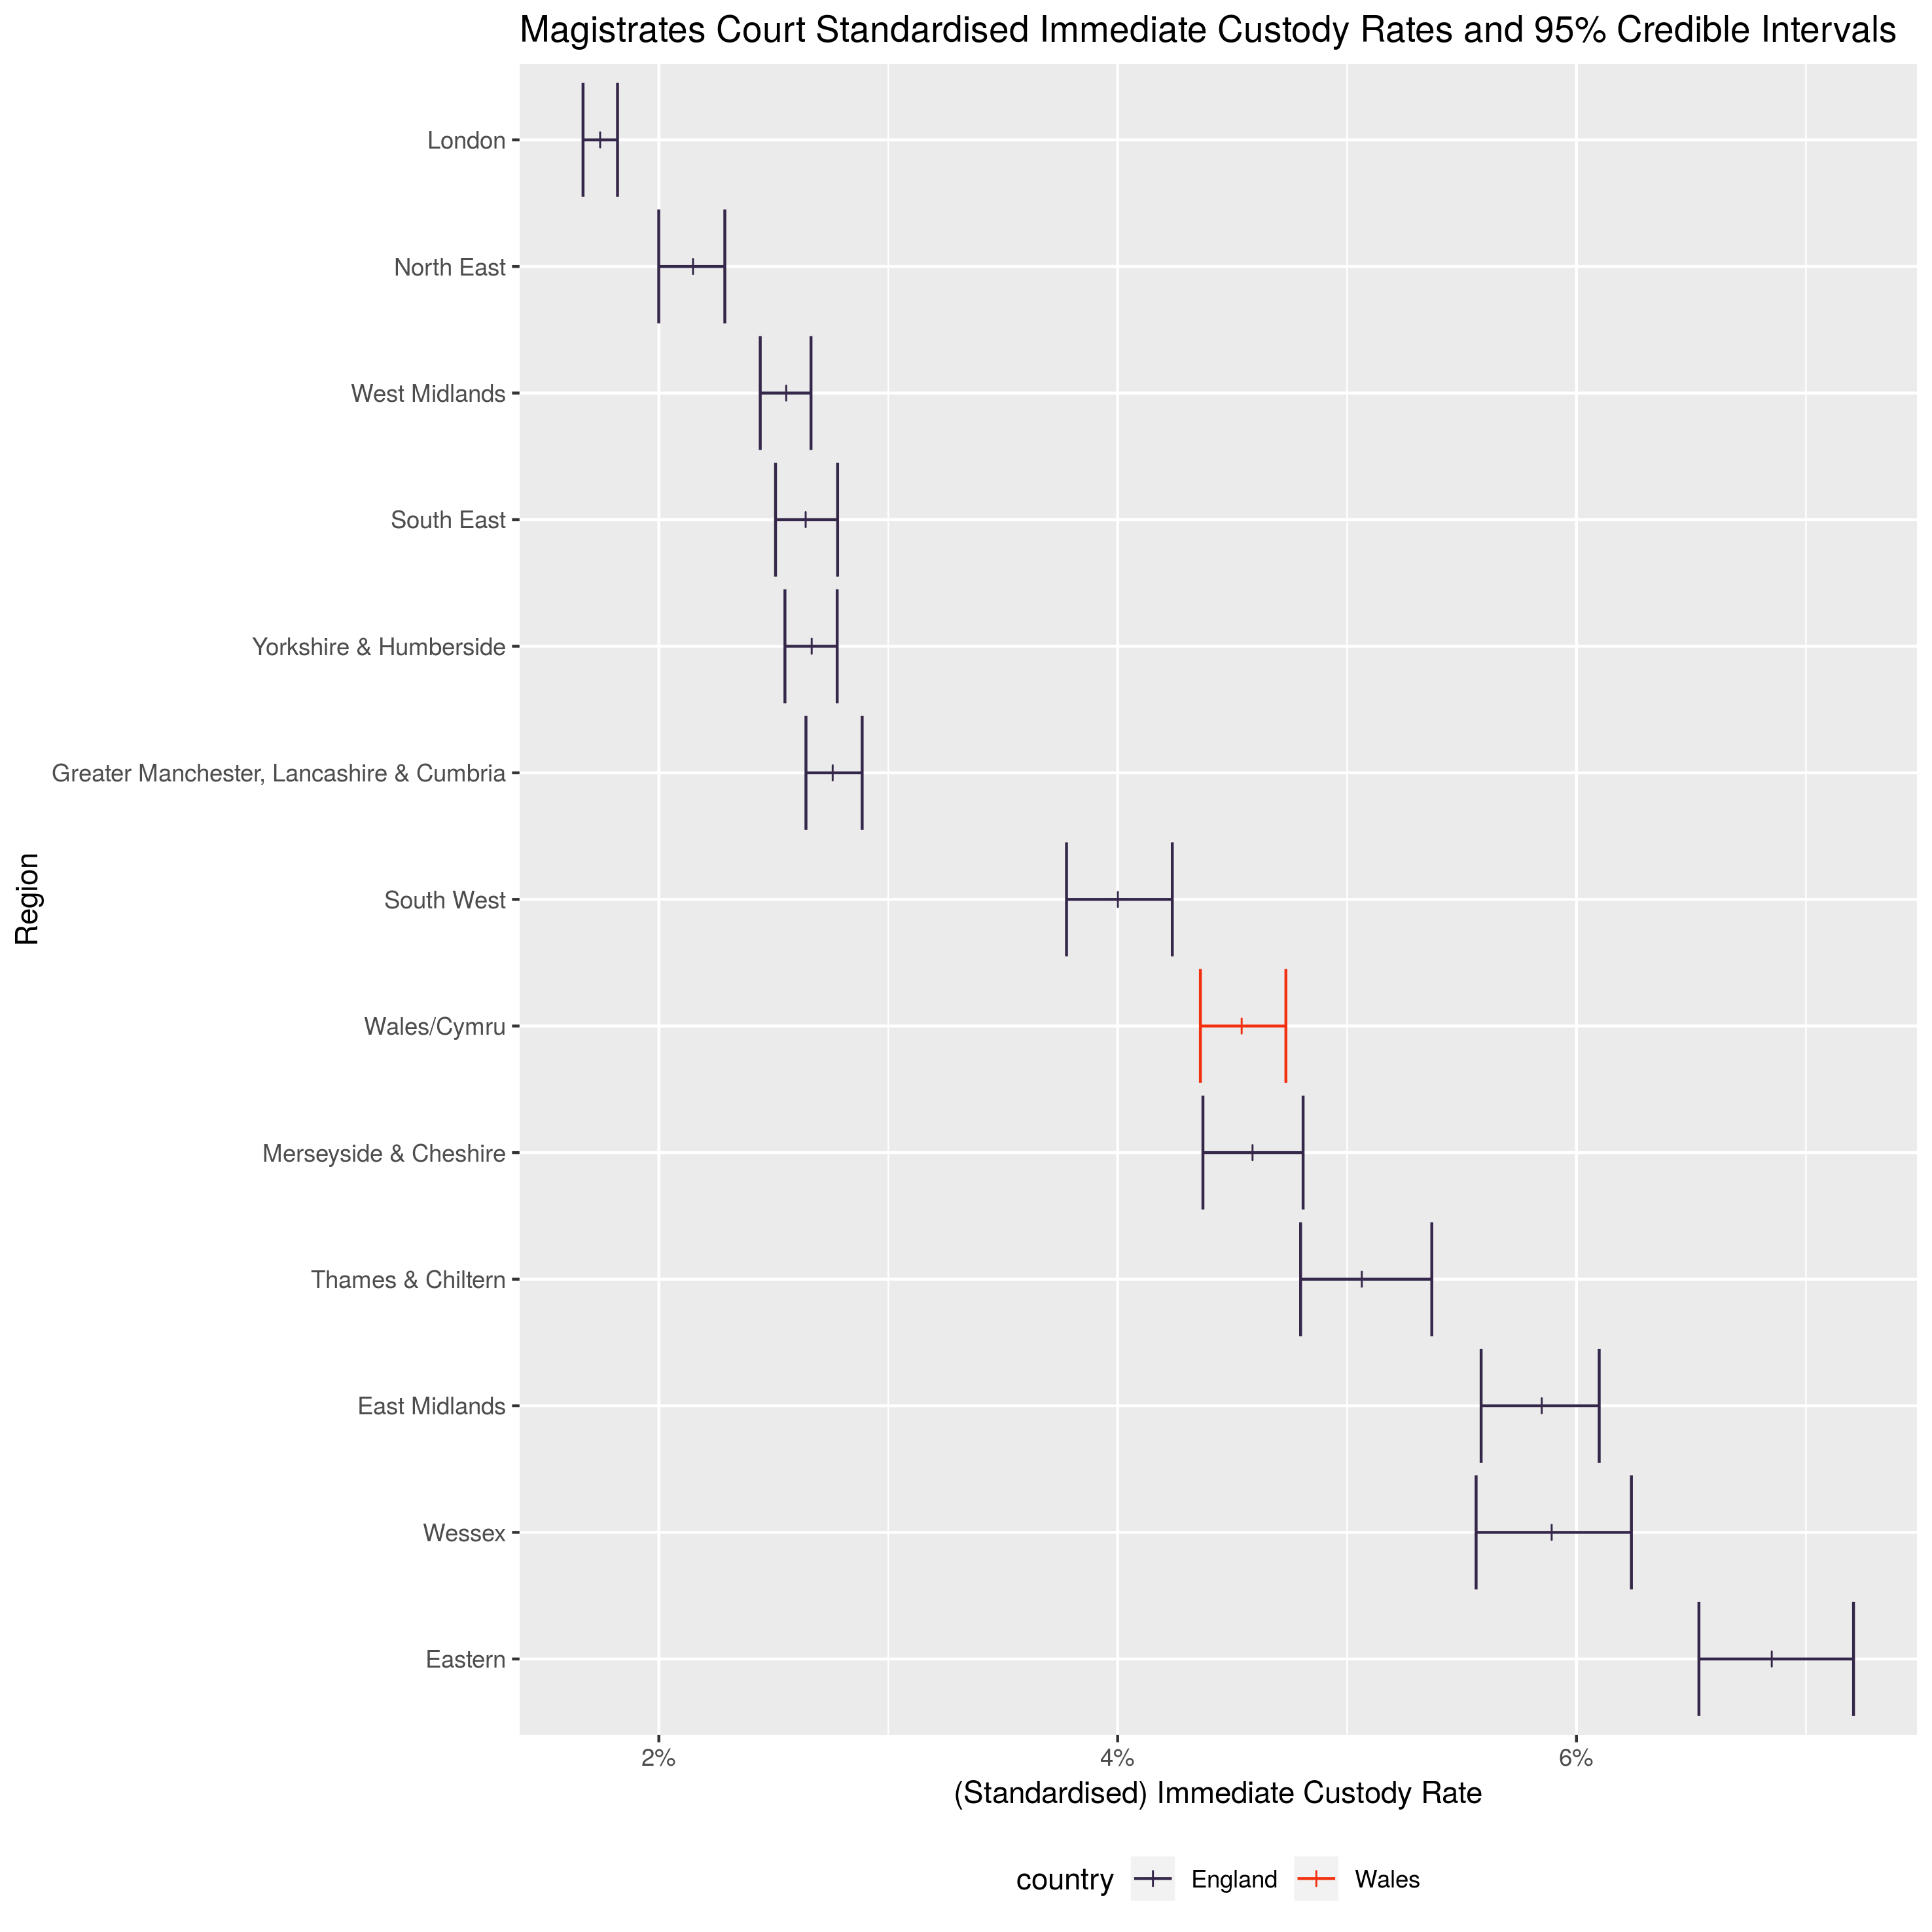 Magistrates Court Standardised Immediate Custody Rates and 95% Credible Intervals
London
North East
West Midlands
South East
Yorkshire & Humberside
Greater Manchester, Lancashire & Cumbria
South West
Wales/Cymru
Merseyside & Cheshire
Thames & Chiltern
East Midlands
Wessex
Eastern
Region
2% 4% 6%
(Standardised) Immediate Custody Rate
country England Wales